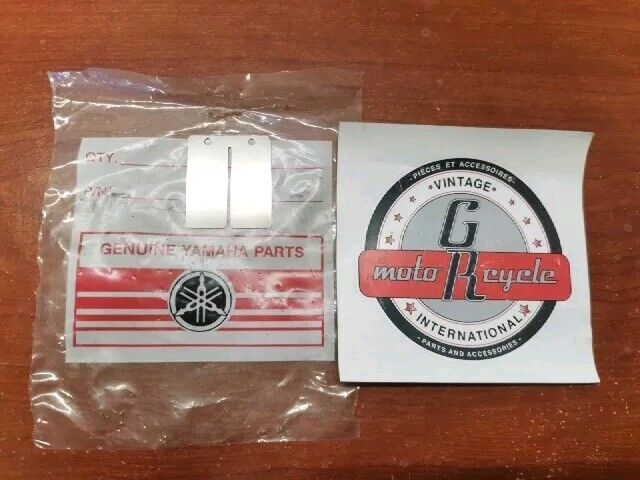 QTY.
P/N
GENUINE YAMAHA PARTS
-PIÈCES ET ACCESSOIRES-
•VINTAGE•
G
moto K cycle
INTERNATIONAL
-PARTS AND ACCESSORIES-